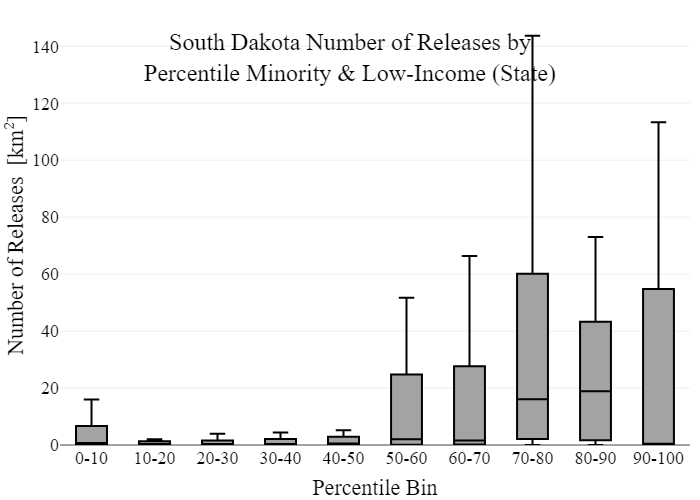 South Dakota Number of Releases by
Percentile Minority & Low-Income (State)
Number of Releases [km²]
140
120
100
80
60
40
20
0
0-10 10-20 20-30 30-40 40-50 50-60 60-70 70-80 80-90 90-100
Percentile Bin